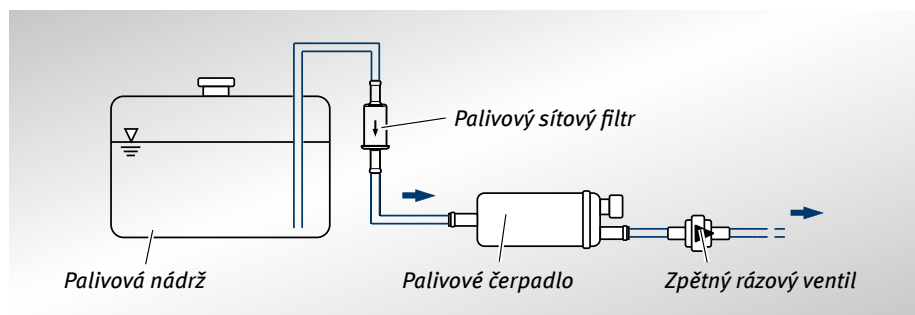 Palivový sítový filtr
Palivová nádrž
Palivové čerpadlo
Zpětný rázový ventil